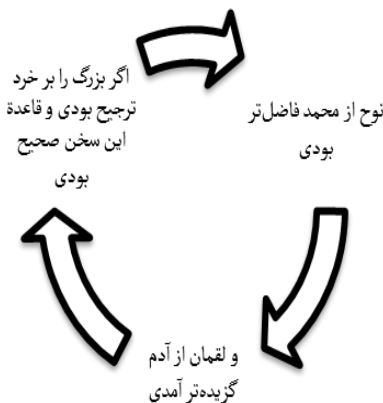 اگر بزرگ را بر خرد
ترجیح بودی و قاعدة
این سخن صحیح
بودی
نوح از محمد فاضل‌تر
بودی
و لقمان از آدم
گزیده‌تر آمدی